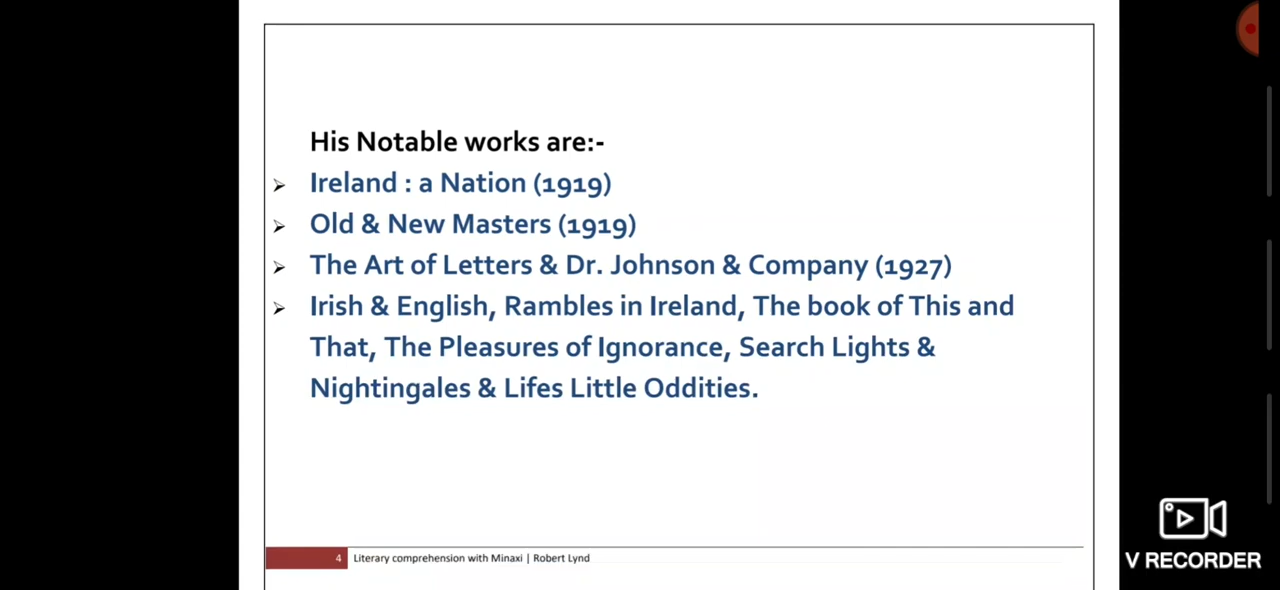 His Notable works are:-
➢ Ireland : a Nation (1919)
➢ Old & New Masters (1919)
➢ The Art of Letters & Dr. Johnson & Company (1927)
➢ Irish & English, Rambles in Ireland, The book of This and
That, The Pleasures of Ignorance, Search Lights &
Nightingales & Lifes Little Oddities.
4 Literary comprehension with Minaxi | Robert Lynd
V RECORDER